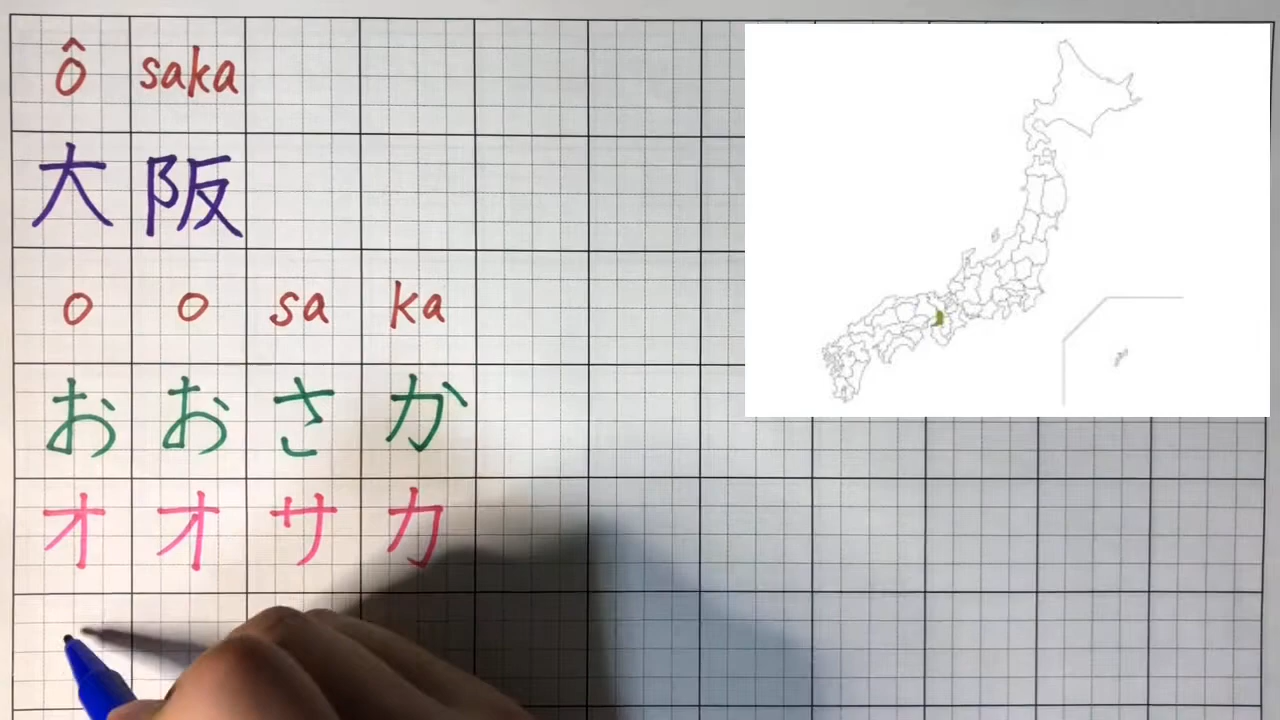 ô saka
大阪
o o sa ka
おおさか
オオサカ